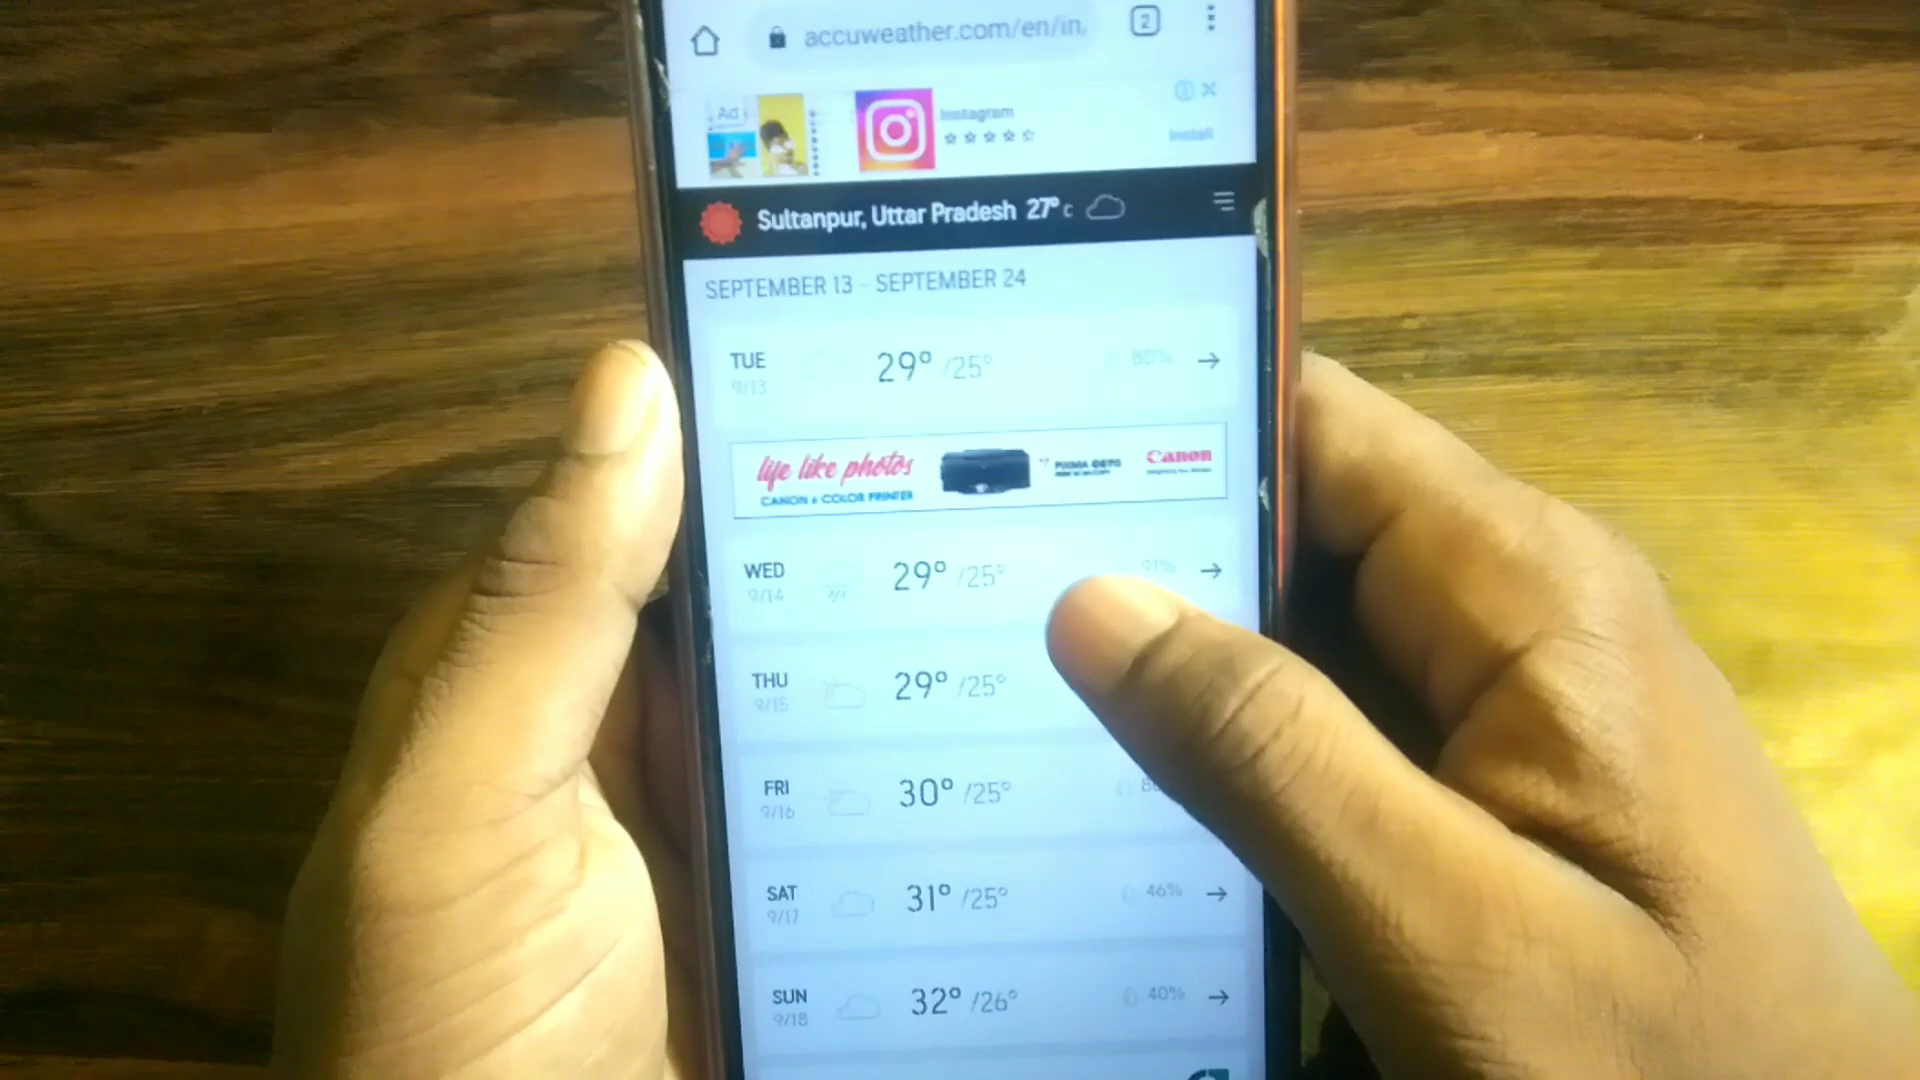 accuweather.com/en/in.
2
Ad
Instagram
Install
Sultanpur, Uttar Pradesh 27° c
SEPTEMBER 13 - SEPTEMBER 24
TUE 29° /25° 80%
9/13
life like photos
CANON 6 COLOR PRINTER
PIXMA G670
Canon
WED 29° /25° 91%
9/14
THU 29° /25°
9/15
FRI 30° /25°
9/16
SAT 31° /25° 46%
9/17
SUN 32° /26° 40%
9/18